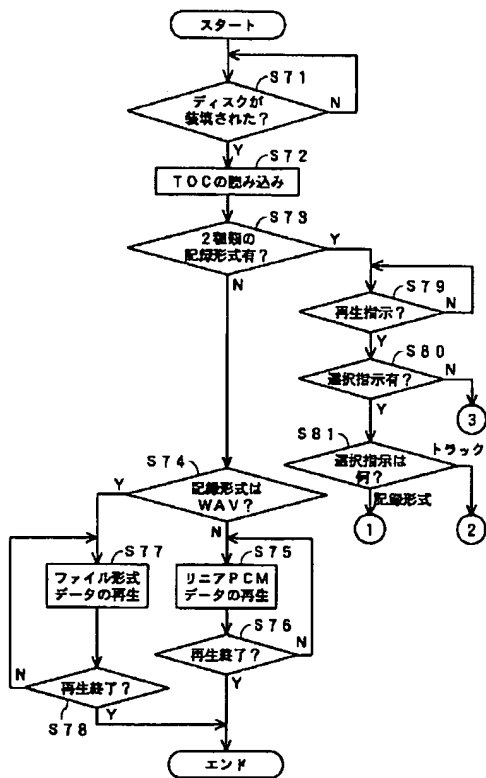 スタート
S71
ディスクが
装填された?
N
Y
S72
TOCの読み込み
S73
2種類の
記録形式有?
Y
N
S79
再生指示?
N
Y
S80
選択指示有?
N
Y
3
S81
選択指示は
何?
トラック
記録形式
1
2
S74
記録形式は
WAV?
Y
N
S77
ファイル形式
データの再生
S75
リニアPCM
データの再生
S76
再生終了?
N
Y
再生終了?
N
Y
S78
エンド